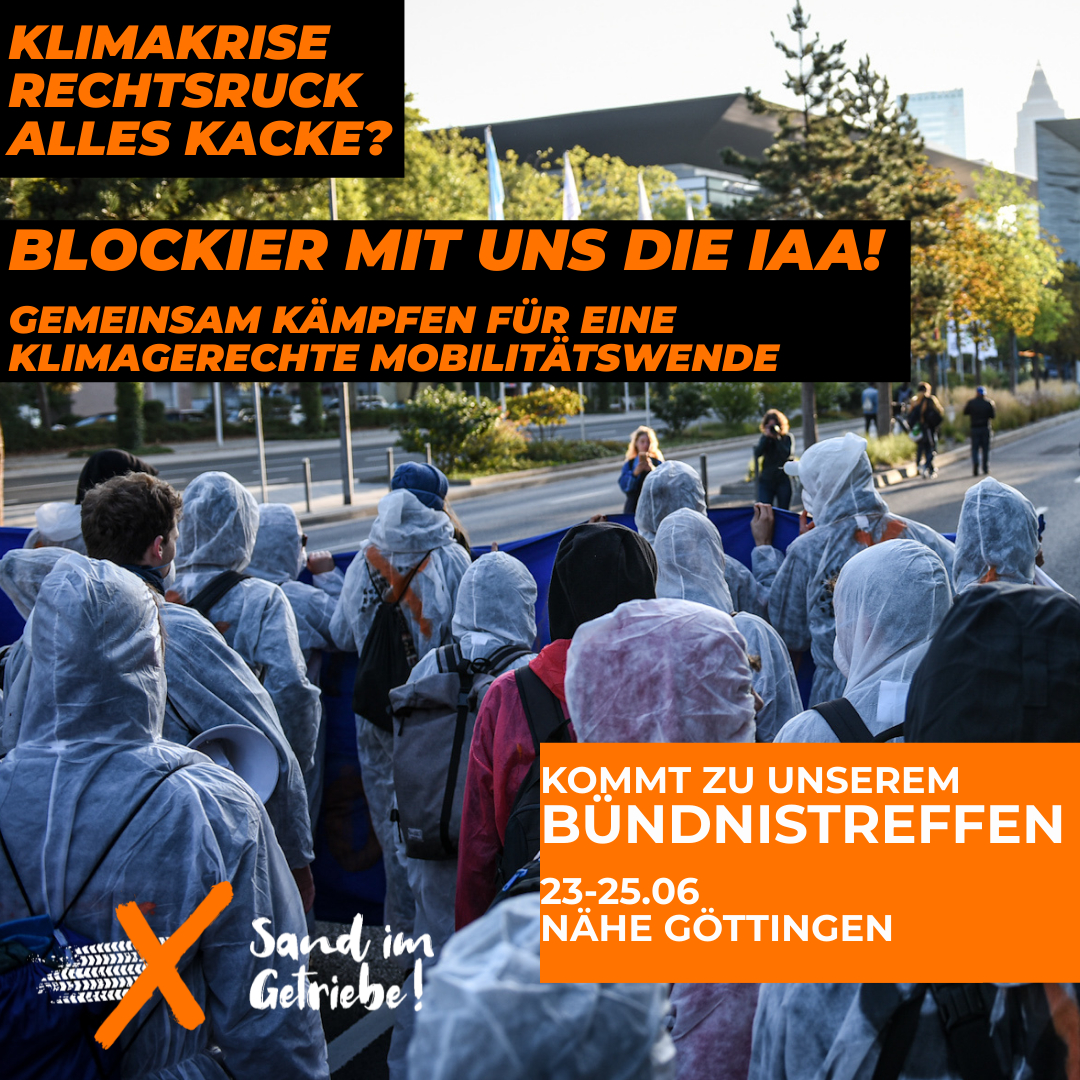 KLIMAKRISE
RECHTSRUCK
ALLES KACKE?
BLOCKIER MIT UNS DIE IAA!
GEMEINSAM KÄMPFEN FÜR EINE
KLIMAGERECHTE MOBILITÄTSWENDE
KOMMT ZU UNSEREM
BÜNDNISTREFFEN
23-25.06
NÄHE GÖTTINGEN
Sand im
Getriebe!